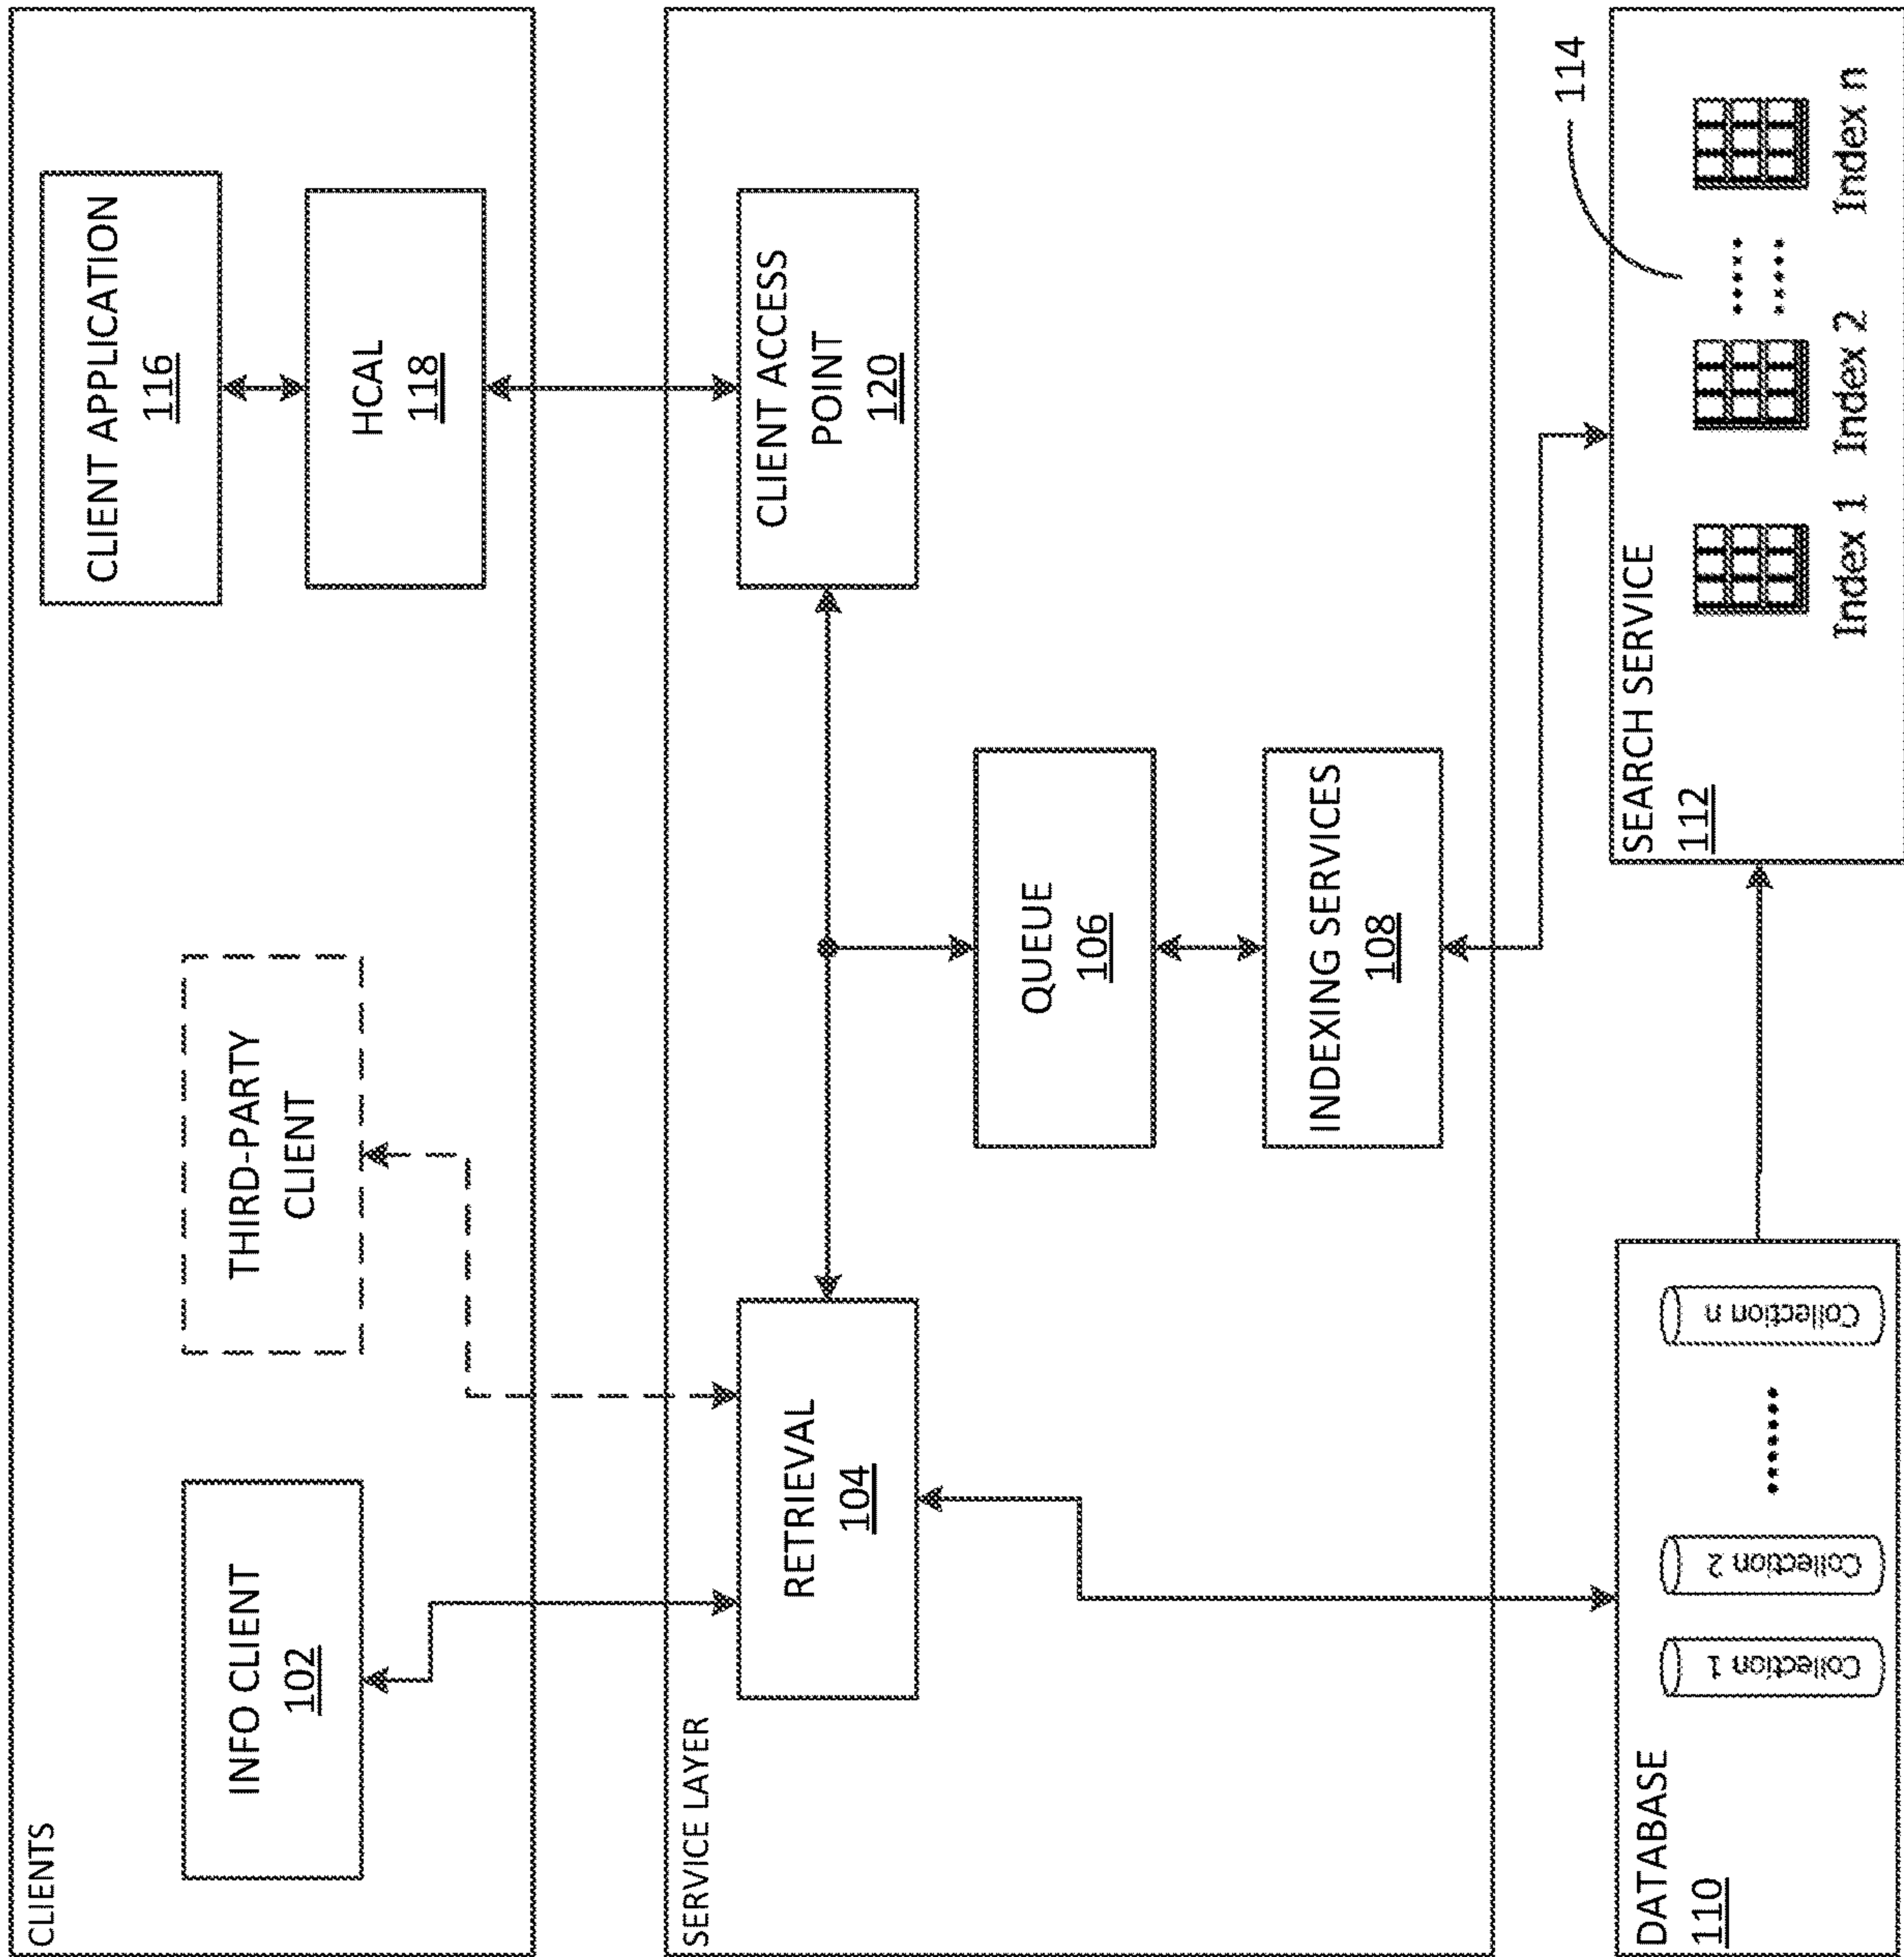 CLIENTS
INFO CLIENT
102
THIRD-PARTY
CLIENT
CLIENT APPLICATION
116
HCAL
118
SERVICE LAYER
RETRIEVAL
104
CLIENT ACCESS
POINT
120
QUEUE
106
INDEXING SERVICES
108
DATABASE
110
Collection 1
Collection 2
Collection n
SEARCH SERVICE
112
114
Index 1
Index 2
Index n